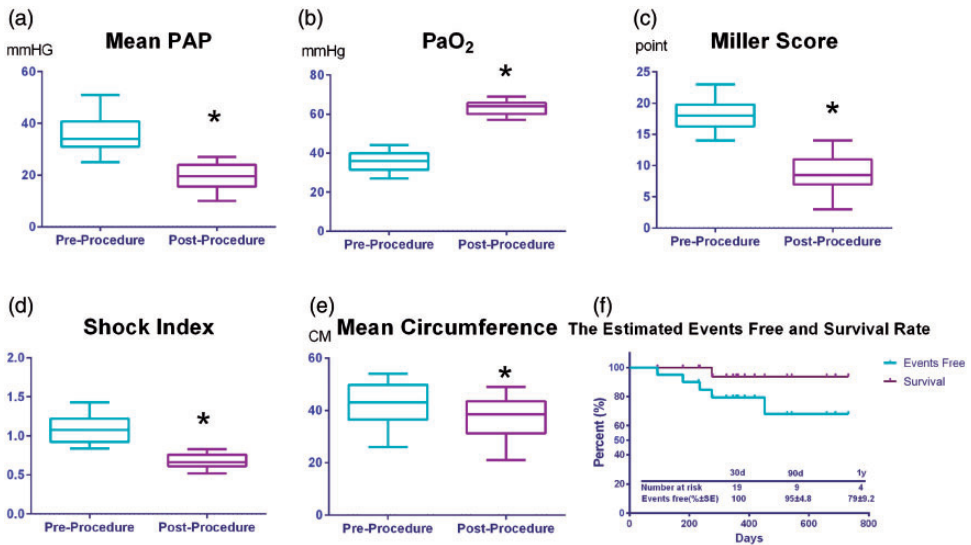 (a)
mmHG
Mean PAP
60
40
20
0
Pre-Procedure Post-Procedure
*
(b)
mmHg
PaO₂
80
60
40
20
0
Pre-Procedure Post-Procedure
*
(c)
point
Miller Score
25
20
15
10
5
0
Pre-Procedure Post-Procedure
*
(d)
Shock Index
2.0
1.5
1.0
0.5
0.0
Pre-Procedure Post-Procedure
*
(e)
CM
Mean Circumference
60
40
20
0
Pre-Procedure Post-Procedure
*
(f)
The Estimated Events Free and Survival Rate
Events Free
Survival
Percent (%)
100
80
60
50
40
20
0
30d 90d 1y
Number at risk 19 9 4
Events free(%±SE) 100 95±4.8 79±9.2
0 200 400 600 800
Days